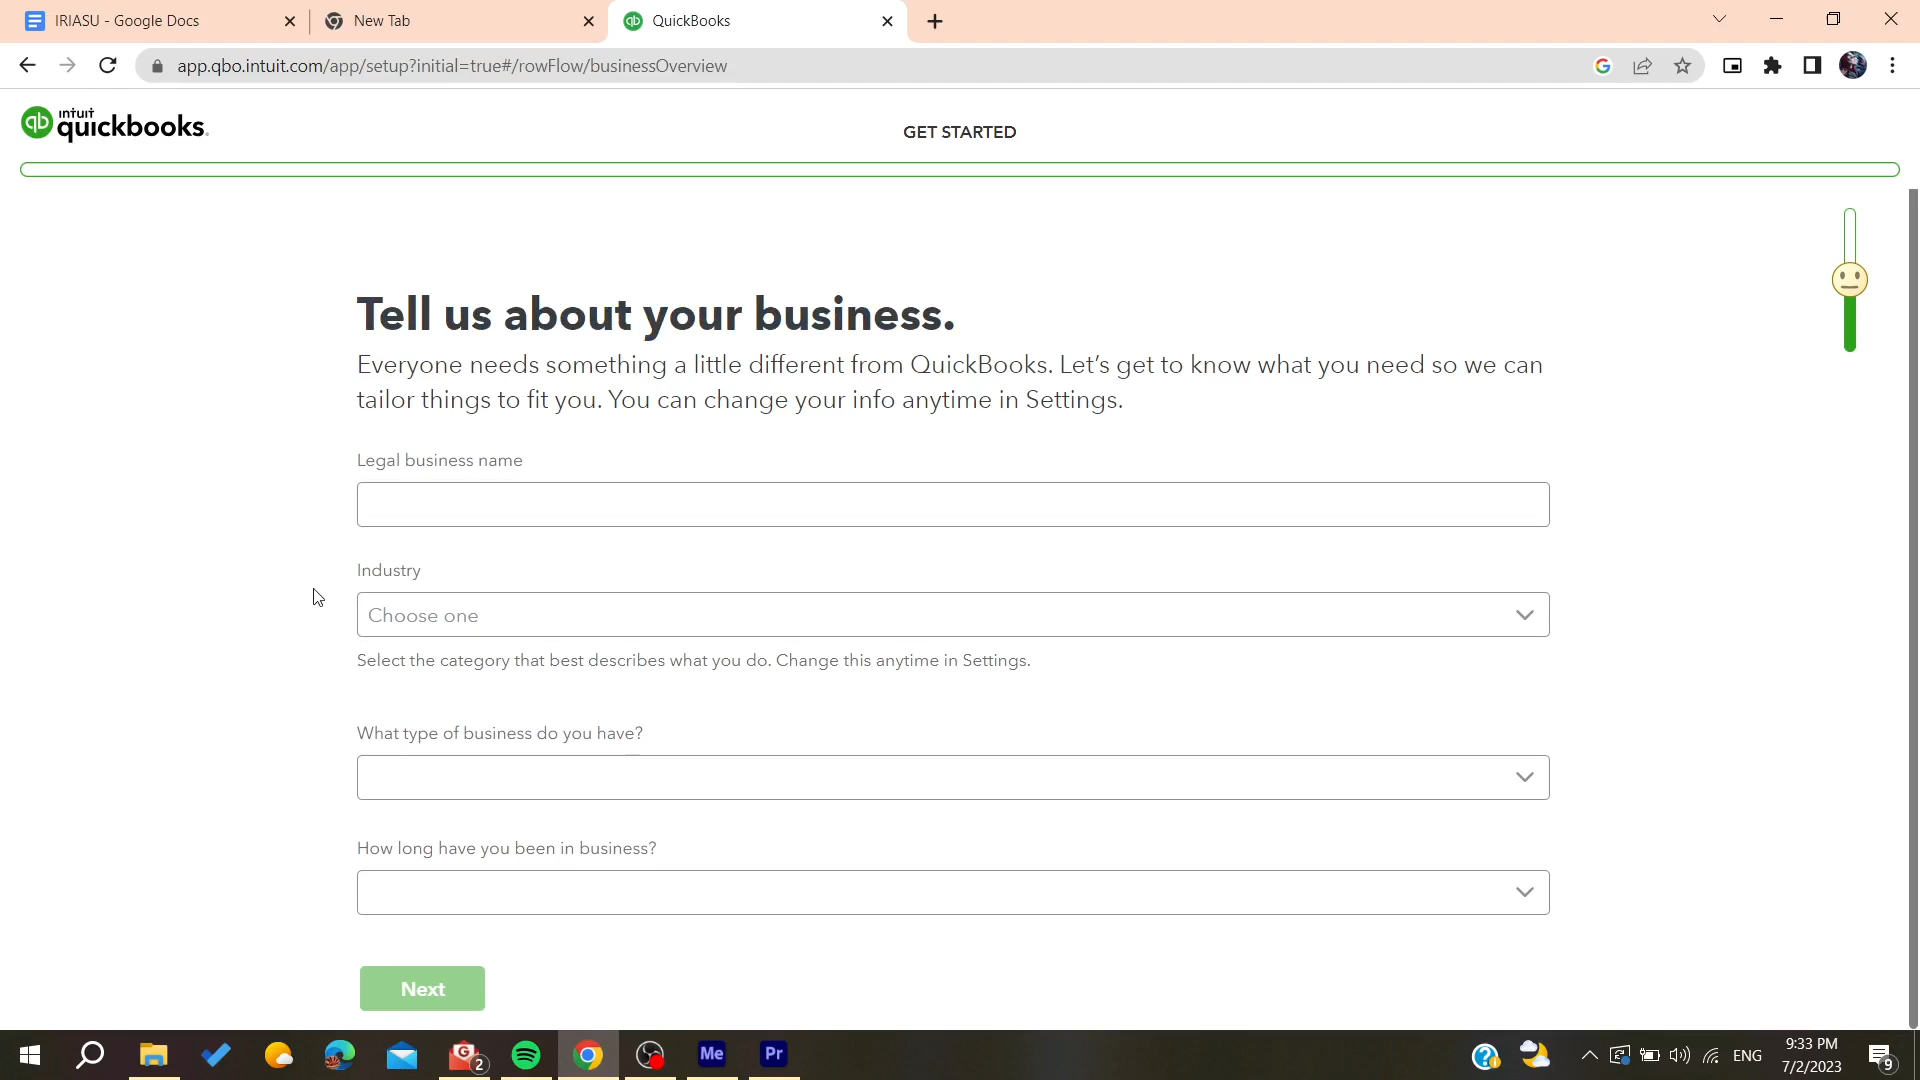 IRIASU - Google Docs
New Tab
QuickBooks
app.qbo.intuit.com/app/setup?initial=true#/rowFlow/businessOverview
qb intuit quickbooks.
GET STARTED
Tell us about your business.
Everyone needs something a little different from QuickBooks. Let’s get to know what you need so we can
tailor things to fit you. You can change your info anytime in Settings.
Legal business name
Industry
Choose one
Select the category that best describes what you do. Change this anytime in Settings.
What type of business do you have?
How long have you been in business?
Next
G 2
Me
Pr
ENG
9:33 PM
7/2/2023
9